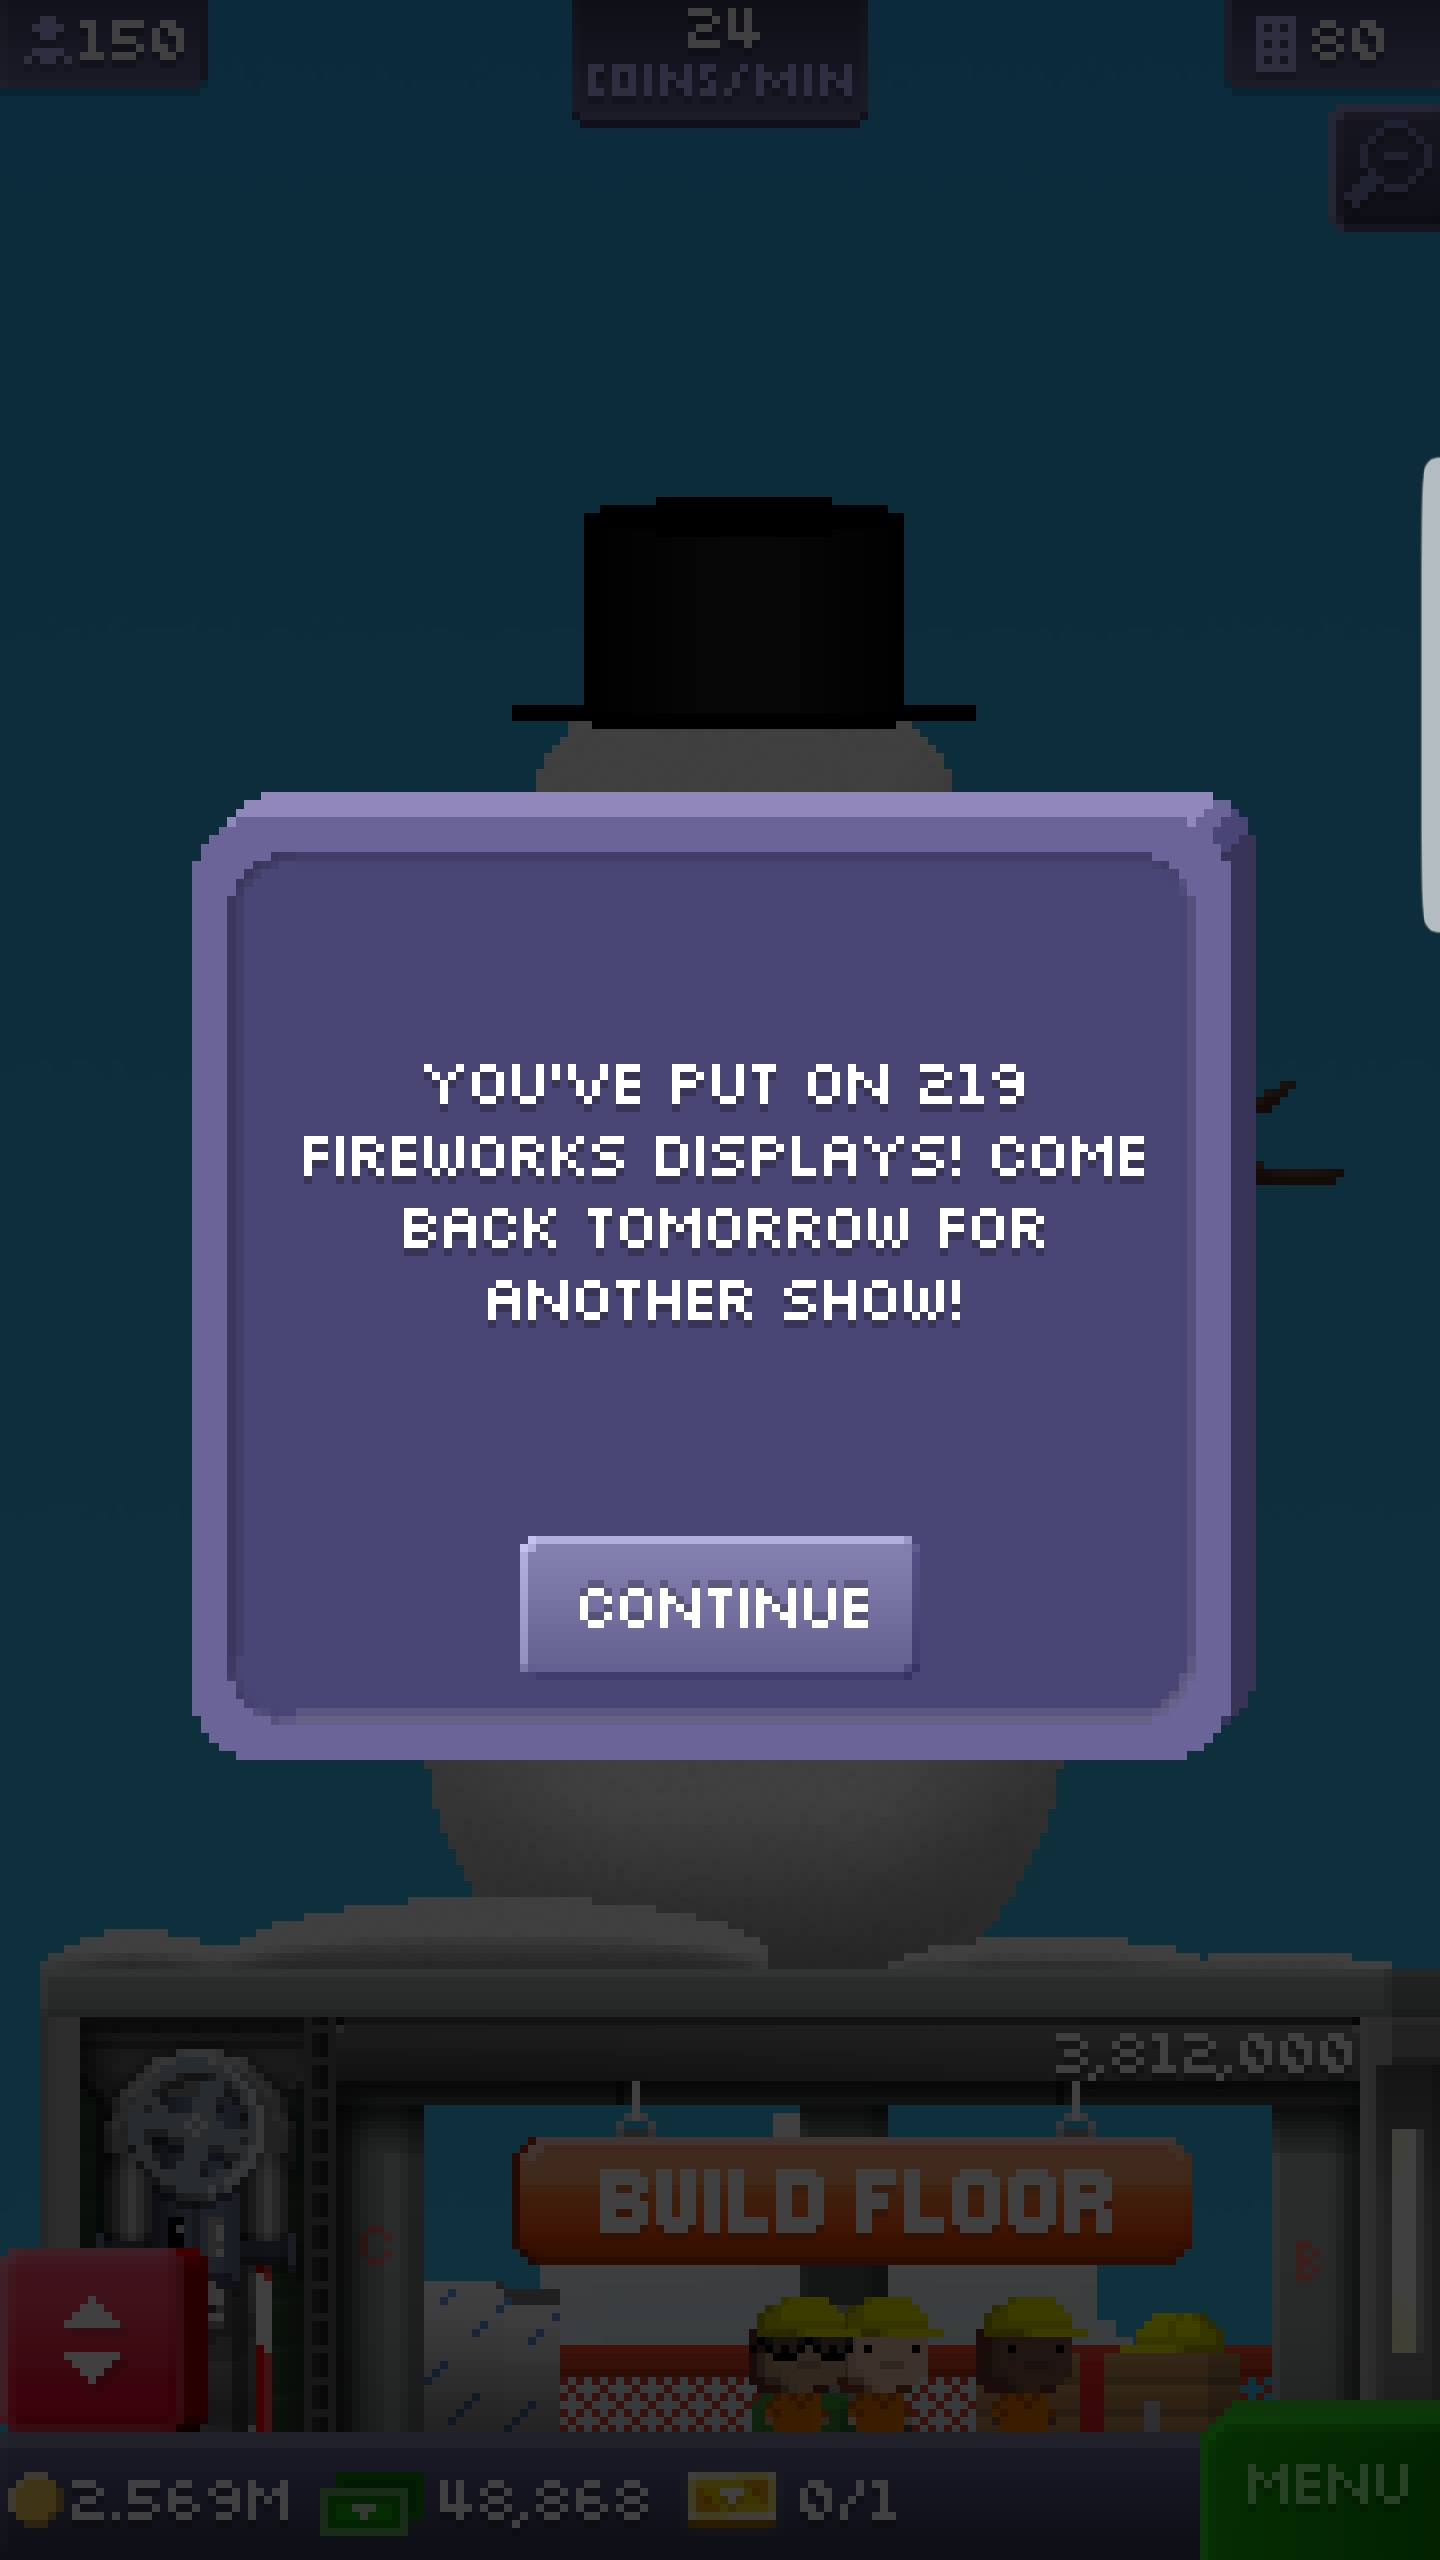 150
24
COINS/MIN
80
YOU'VE PUT ON 219
FIREWORKS DISPLAYS! COME
BACK TOMORROW FOR
ANOTHER SHOW!
CONTINUE
3,812,000
BUILD FLOOR
C
B
2.569M
48,868
0/1
MENU